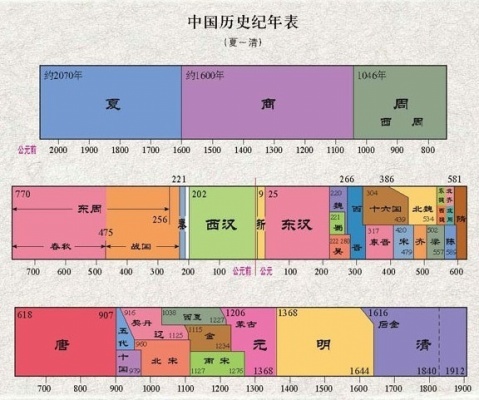 中国历史纪年表
(夏一清)
约2070年 约1600年 1046年
夏 商 周
西 周
公元前 2000 1900 1800 1700 1600 1500 1400 1300 1200 1100 1000 900 800
221 266 386 581
770 202 9 25 220 304
东周 256 秦 西汉 新 东汉 魏 西晋 十六国 439 北魏 534 东魏 北齐 西魏 北周 隋
475 221 蜀 317 420 502
春秋 战国 222 280 吴 东晋 宋 479 齐 梁 557 陈 589
700 600 500 400 300 200 100 公元前 公元 100 200 300 400 500 600
618 907 916 1038 1227 1206 1368 1616
契丹 西夏 蒙古 后金
唐 五代 辽 1125 1115 金 1234 元 明 清
十国 979 960 北宋 1127 南宋 1276 1368 1644 1840 1912
700 800 900 1000 1100 1200 1300 1400 1500 1600 1700 1800 1900